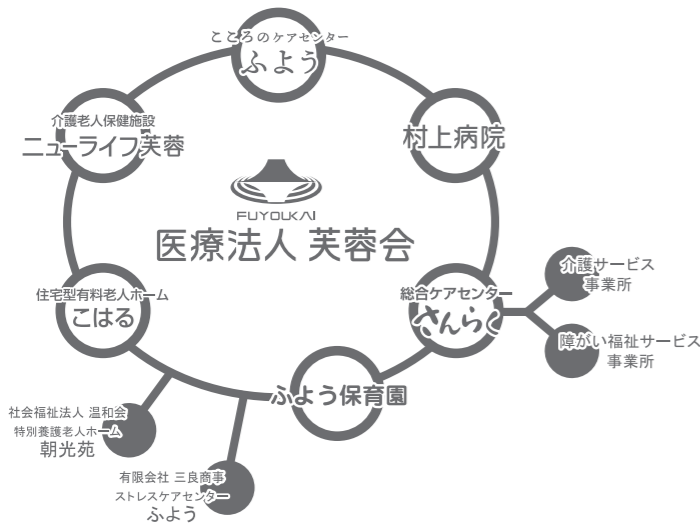 こころのケアセンター
ふよう
介護老人保健施設
ニューライフ芙蓉
村上病院
FUYOUKAI
医療法人 芙蓉会
住宅型有料老人ホーム
こはる
総合ケアセンター
さんらく
介護サービス
事業所
障がい福祉サービス
事業所
ふよう保育園
社会福祉法人 温和会
特別養護老人ホーム
朝光苑
有限会社 三良商事
ストレスケアセンター
ふよう